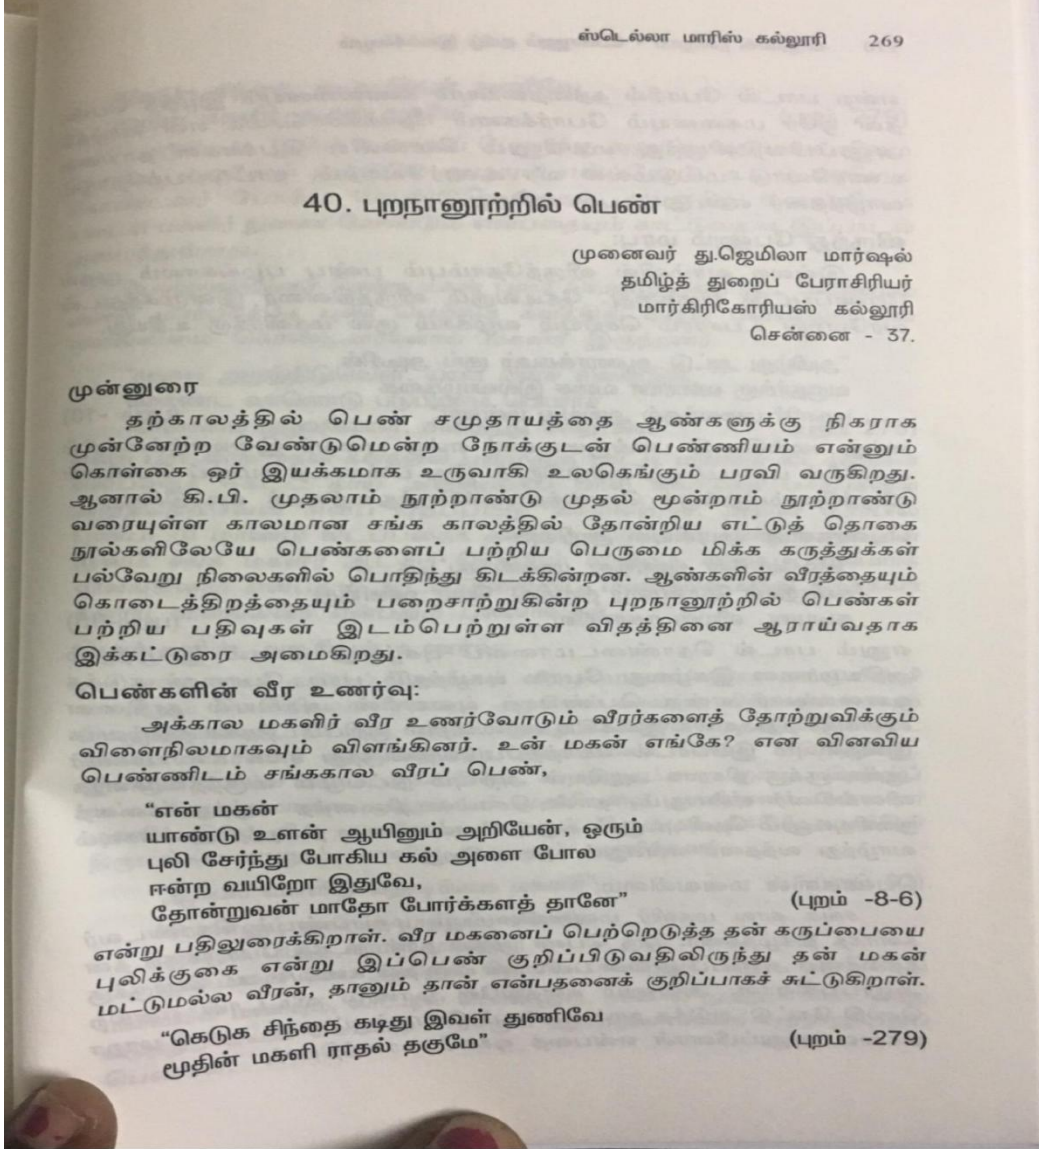 ஸ்டெல்லா மாரிஸ் கல்லூரி 269
40. புறநானூற்றில் பெண்
முனைவர் து.ஜெமிலா மார்ஷல்
தமிழ்த் துறைப் பேராசிரியர்
மார்கிரிகோரியஸ் கல்லூரி
சென்னை - 37.
முன்னுரை
தற்காலத்தில் பெண் சமுதாயத்தை ஆண்களுக்கு நிகராக
முன்னேற்ற வேண்டுமென்ற நோக்குடன் பெண்ணியம் என்னும்
கொள்கை ஓர் இயக்கமாக உருவாகி உலகெங்கும் பரவி வருகிறது.
ஆனால் கி.பி. முதலாம் நூற்றாண்டு முதல் மூன்றாம் நூற்றாண்டு
வரையுள்ள காலமான சங்க காலத்தில் தோன்றிய எட்டுத் தொகை
நூல்களிலேயே பெண்களைப் பற்றிய பெருமை மிக்க கருத்துக்கள்
பல்வேறு நிலைகளில் பொதிந்து கிடக்கின்றன. ஆண்களின் வீரத்தையும்
கொடைத்திறத்தையும் பறைசாற்றுகின்ற புறநானூற்றில் பெண்கள்
பற்றிய பதிவுகள் இடம்பெற்றுள்ள விதத்தினை ஆராய்வதாக
இக்கட்டுரை அமைகிறது.
பெண்களின் வீர உணர்வு:
அக்கால மகளிர் வீர உணர்வோடும் வீரர்களைத் தோற்றுவிக்கும்
விளைநிலமாகவும் விளங்கினர். உன் மகன் எங்கே? என வினவிய
பெண்ணிடம் சங்ககால வீரப் பெண்,
“என் மகன்
யாண்டு உளன் ஆயினும் அறியேன், ஓரும்
புலி சேர்ந்து போகிய கல் அளை போல
ஈன்ற வயிறோ இதுவே,
தோன்றுவன் மாதோ போர்க்களத் தானே” (புறம் -8-6)
என்று பதிலுரைக்கிறாள். வீர மகனைப் பெற்றெடுத்த தன் கருப்பையை
புலிக்குகை என்று இப்பெண் குறிப்பிடுவதிலிருந்து தன் மகன்
மட்டுமல்ல வீரன், தானும் தான் என்பதனைக் குறிப்பாகச் சுட்டுகிறாள்.
“கெடுக சிந்தை கடிது இவள் துணிவே
மூதின் மகளி ராதல் தகுமே” (புறம் -279)